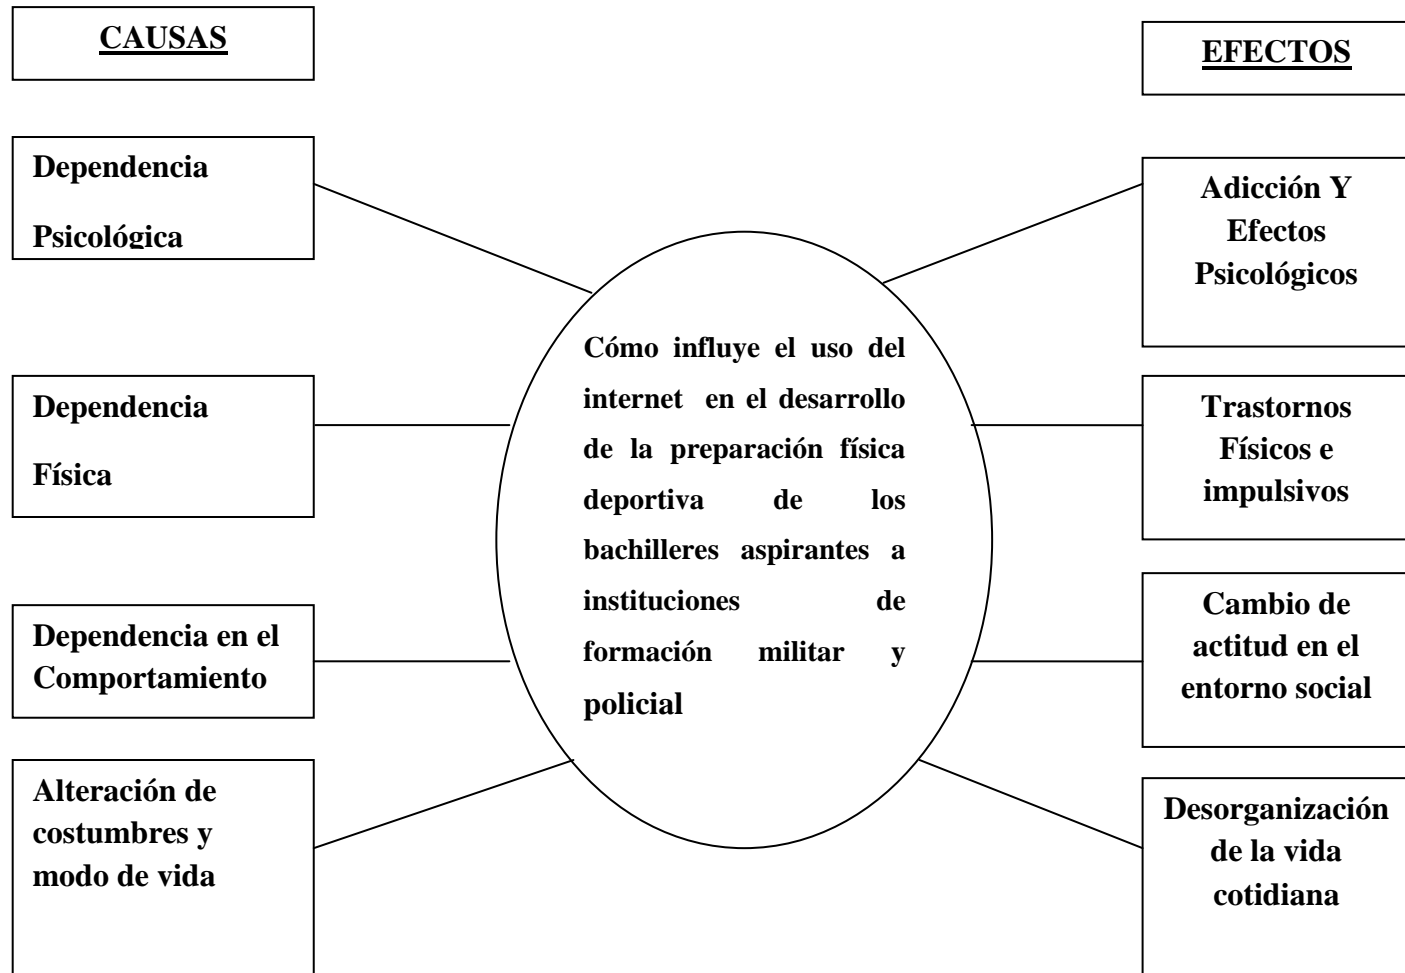 CAUSAS
Dependencia
Psicológica
Dependencia
Física
Dependencia en el
Comportamiento
Alteración de
costumbres y
modo de vida
Cómo influye el uso del
internet en el desarrollo
de la preparación física
deportiva de los
bachilleres aspirantes a
instituciones de
formación militar y
policial
EFECTOS
Adicción Y
Efectos
Psicológicos
Trastornos
Físicos e
impulsivos
Cambio de
actitud en el
entorno social
Desorganización
de la vida
cotidiana